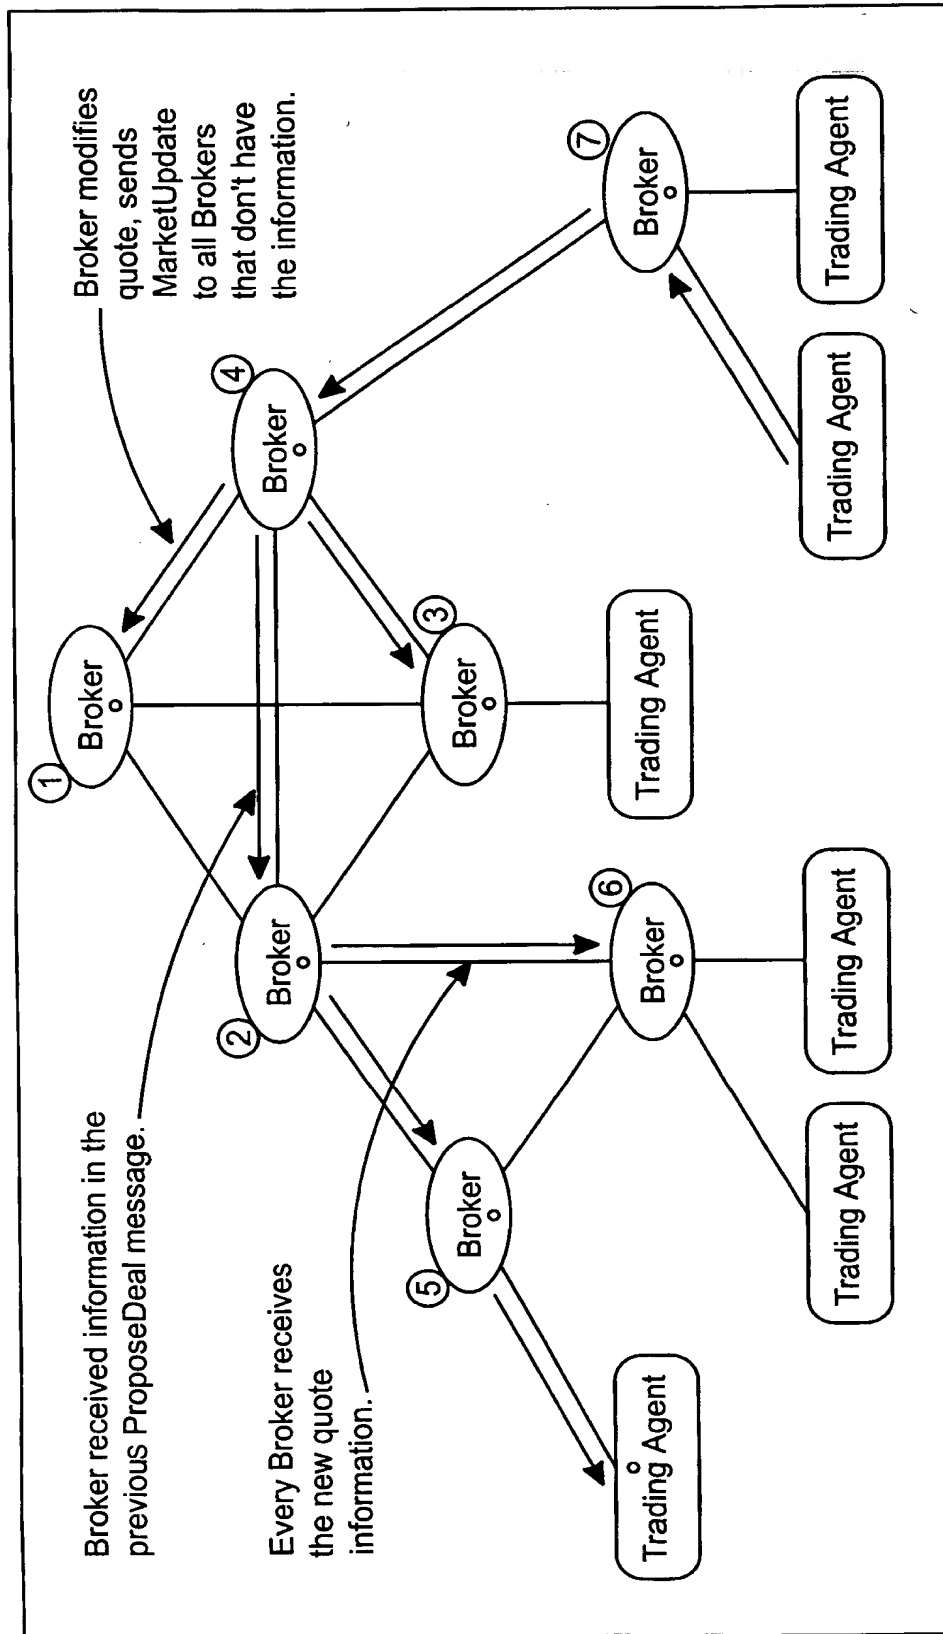 Broker received information in the
previous ProposeDeal message.
Broker modifies
quote, sends
MarketUpdate
to all Brokers
that don't have
the information.
Every Broker receives
the new quote
information.
1
Broker
2
Broker
4
Broker
3
Broker
5
Broker
6
Broker
7
Broker
Trading Agent
Trading Agent
Trading Agent
Trading Agent
Trading Agent
Trading Agent